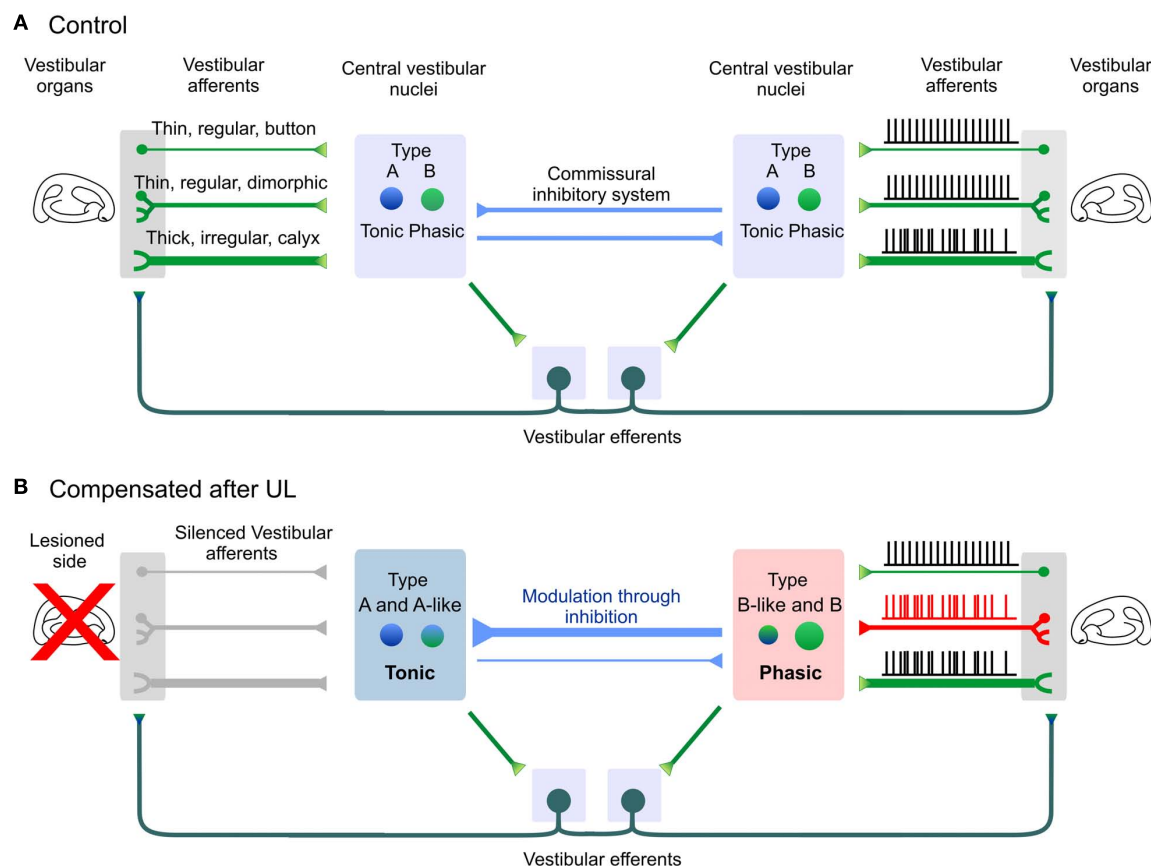 A Control
Vestibular
organs
Vestibular
afferents
Central vestibular
nuclei
Central vestibular
nuclei
Vestibular
afferents
Vestibular
organs
Thin, regular, button
Thin, regular, dimorphic
Thick, irregular, calyx
Type
A B
Tonic Phasic
Commissural
inhibitory system
Type
A B
Tonic Phasic
Vestibular efferents
B Compensated after UL
Lesioned
side
Silenced Vestibular
afferents
Type
A and A-like
Tonic
Modulation through
inhibition
Type
B-like and B
Phasic
Vestibular efferents